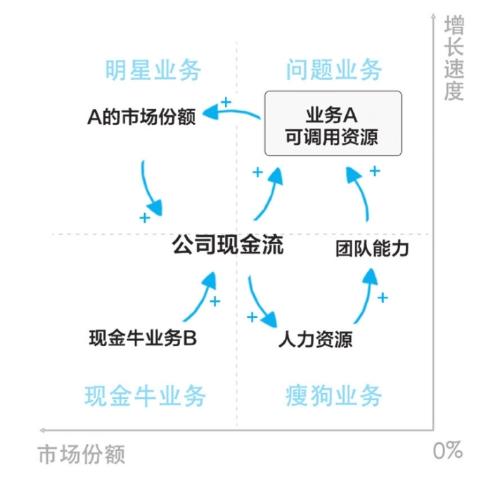 增长速度
明星业务
问题业务
A的市场份额
+
业务A
可调用资源
+
+
+
公司现金流
团队能力
+
+
+
现金牛业务B
人力资源
现金牛业务
瘦狗业务
市场份额
0%